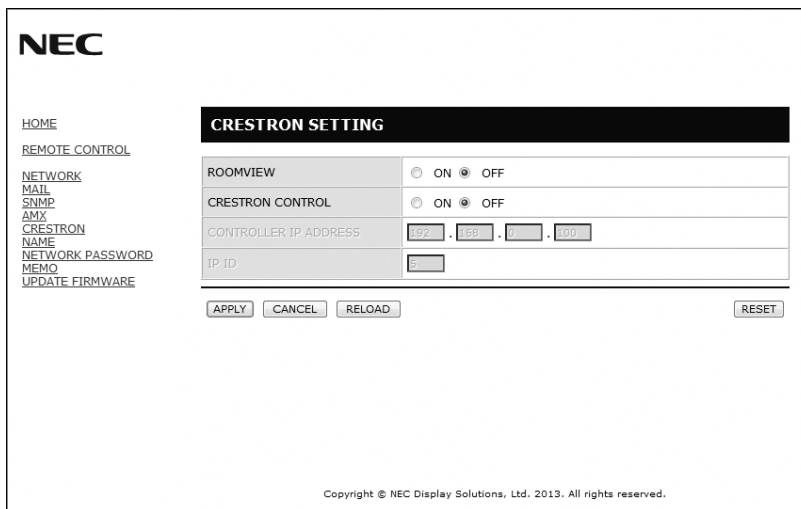 NEC
HOME
REMOTE CONTROL
NETWORK
MAIL
SNMP
AMX
CRESTRON
NAME
NETWORK PASSWORD
MEMO
UPDATE FIRMWARE
CRESTRON SETTING
ROOMVIEW ON OFF
CRESTRON CONTROL ON OFF
CONTROLLER IP ADDRESS 192 . 168 . 0 . 100
IP ID 5
APPLY CANCEL RELOAD RESET
Copyright © NEC Display Solutions, Ltd. 2013. All rights reserved.